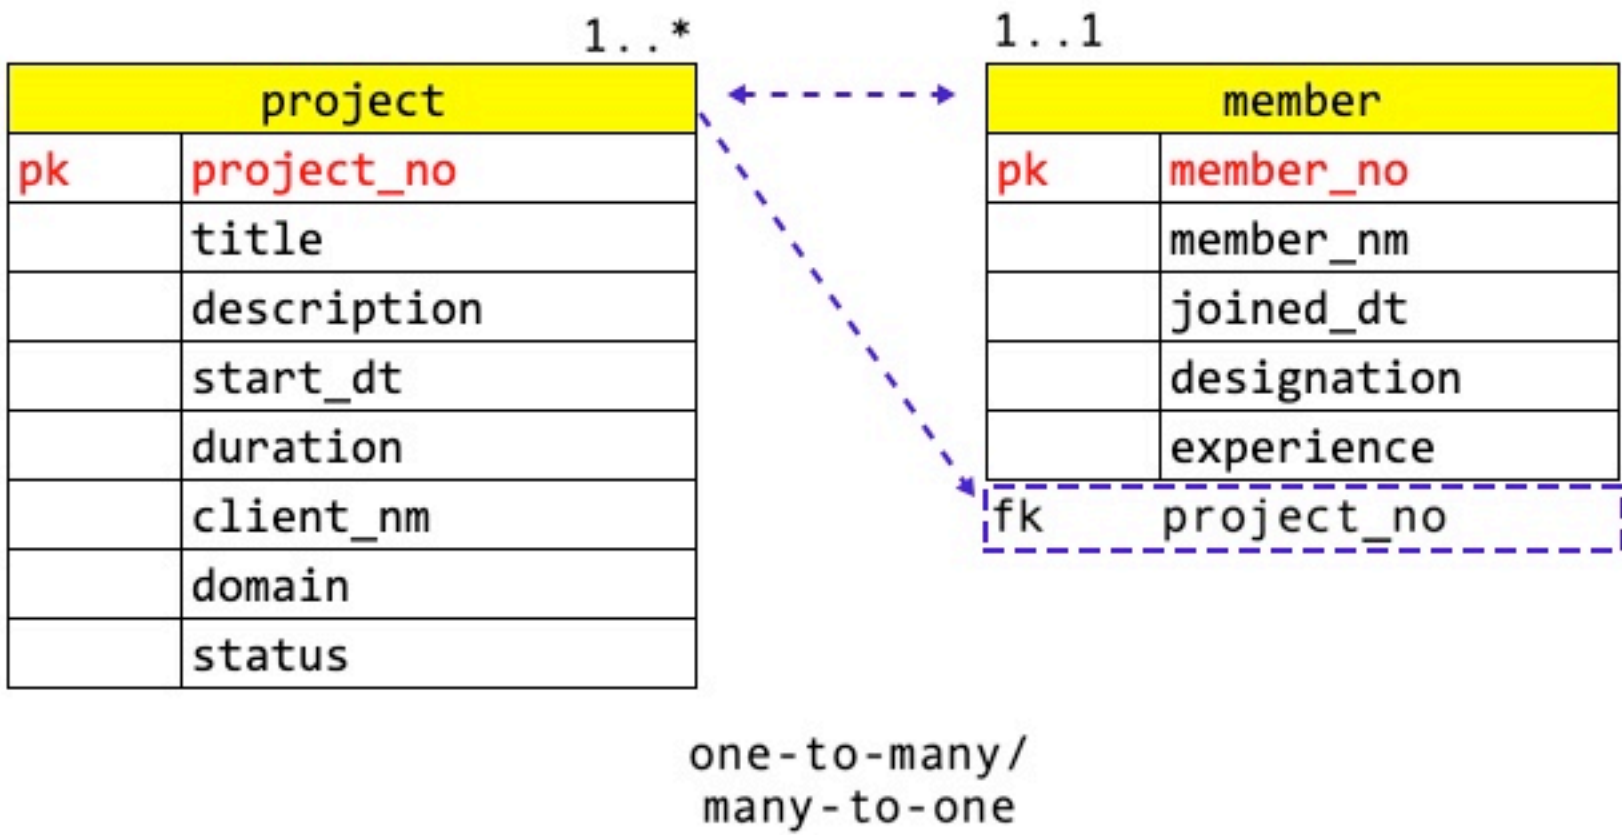 1..*
project
pk project_no
title
description
start_dt
duration
client_nm
domain
status
1..1
member
pk member_no
member_nm
joined_dt
designation
experience
fk project_no
one-to-many/
many-to-one